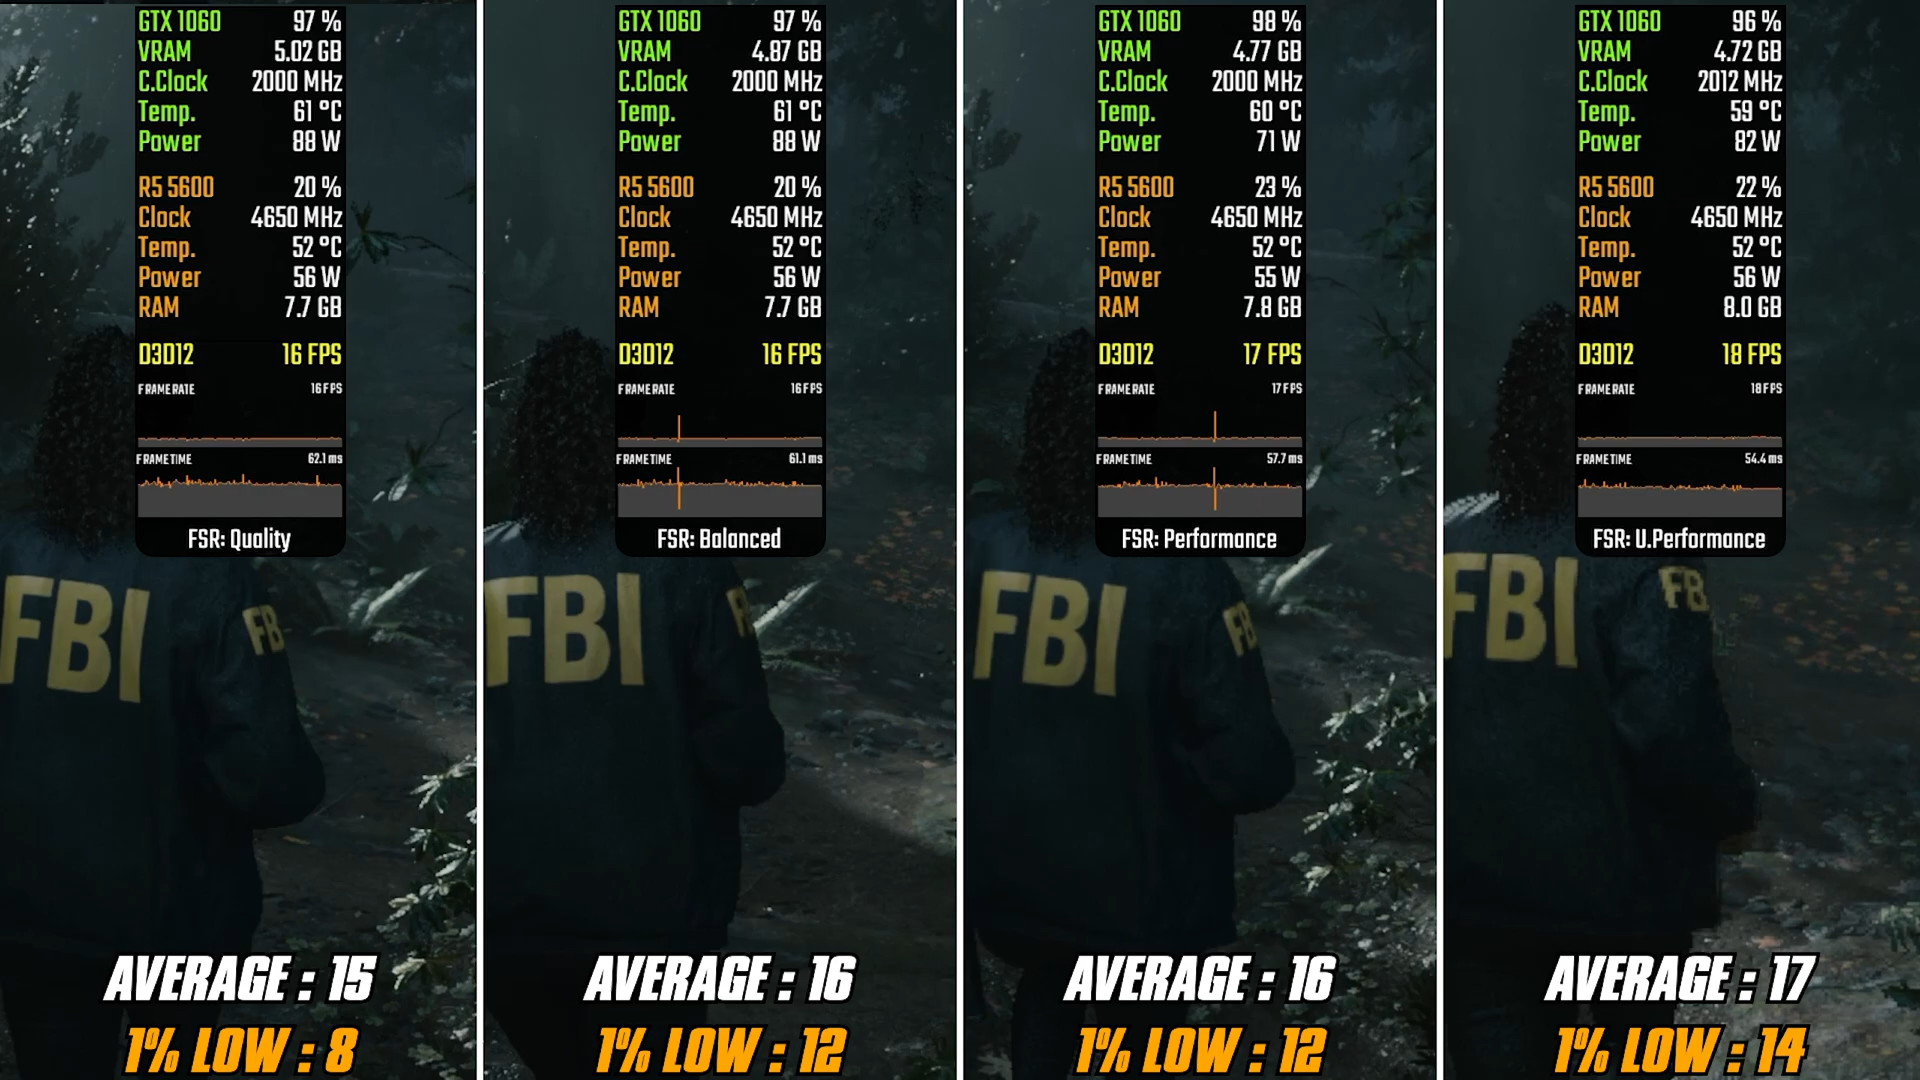 GTX 1060 97 %
VRAM 5.02 GB
C.Clock 2000 MHz
Temp. 61 °C
Power 88 W
R5 5600 20 %
Clock 4650 MHz
Temp. 52 °C
Power 56 W
RAM 7.7 GB
D3D12 16 FPS
FRAMERATE 16 FPS
FRAMETIME 62.1 ms
FSR: Quality
FBI
FB
AVERAGE : 15
1% LOW : 8
GTX 1060 97 %
VRAM 4.87 GB
C.Clock 2000 MHz
Temp. 61 °C
Power 88 W
R5 5600 20 %
Clock 4650 MHz
Temp. 52 °C
Power 56 W
RAM 7.7 GB
D3D12 16 FPS
FRAMERATE 16 FPS
FRAMETIME 61.1 ms
FSR: Balanced
FBI
F
AVERAGE : 16
1% LOW : 12
GTX 1060 98 %
VRAM 4.77 GB
C.Clock 2000 MHz
Temp. 60 °C
Power 71 W
R5 5600 23 %
Clock 4650 MHz
Temp. 52 °C
Power 55 W
RAM 7.8 GB
D3D12 17 FPS
FRAMERATE 17 FPS
FRAMETIME 57.7 ms
FSR: Performance
FBI
FB
AVERAGE : 16
1% LOW : 12
GTX 1060 96 %
VRAM 4.72 GB
C.Clock 2012 MHz
Temp. 59 °C
Power 82 W
R5 5600 22 %
Clock 4650 MHz
Temp. 52 °C
Power 56 W
RAM 8.0 GB
D3D12 18 FPS
FRAMERATE 18 FPS
FRAMETIME 54.4 ms
FSR: U.Performance
FBI
FB
AVERAGE : 17
1% LOW : 14